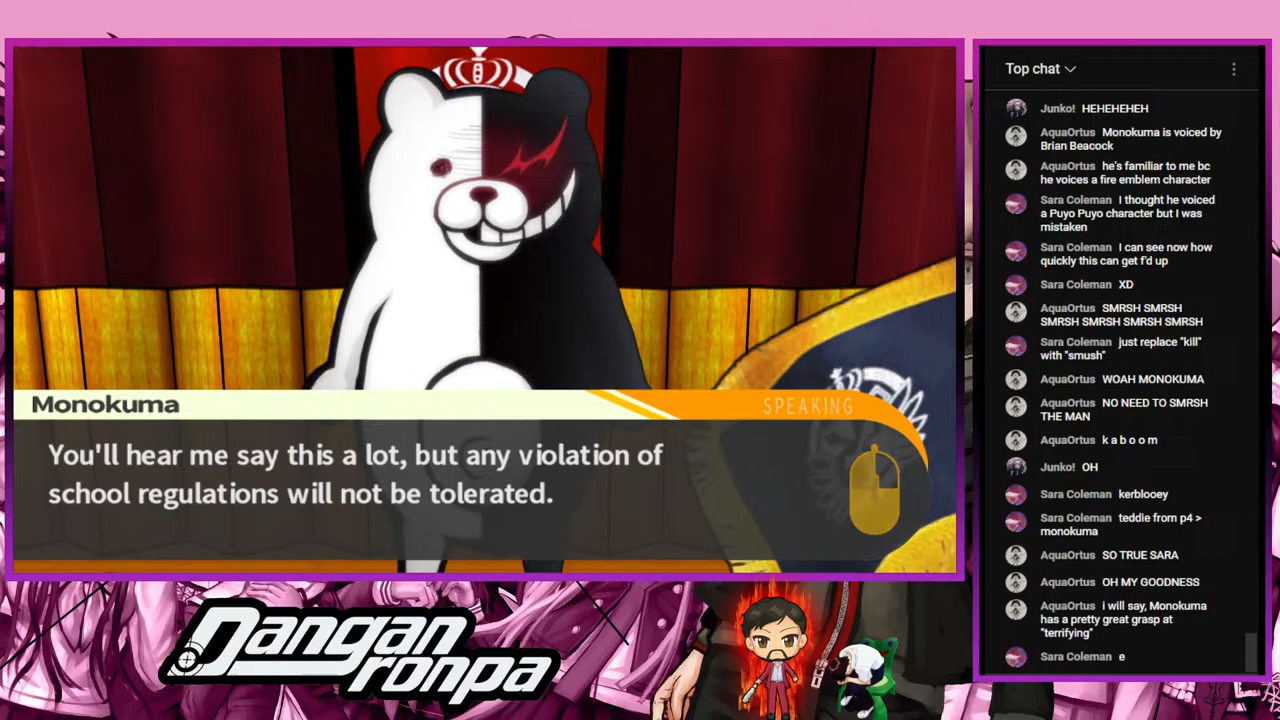 Monokuma
SPEAKING
You'll hear me say this a lot, but any violation of
school regulations will not be tolerated.
Dangan
ronpa
Top chat
Junko! HEHEHEHEH
AquaOrtus Monokuma is voiced by
Brian Beacock
AquaOrtus he's familiar to me bc
he voices a fire emblem character
Sara Coleman I thought he voiced
a Puyo Puyo character but I was
mistaken
Sara Coleman I can see now how
quickly this can get f'd up
Sara Coleman XD
AquaOrtus SMRSH SMRSH
SMRSH SMRSH SMRSH SMRSH
Sara Coleman just replace "kill"
with "smush"
AquaOrtus WOAH MONOKUMA
AquaOrtus NO NEED TO SMRSH
THE MAN
AquaOrtus k a b o o m
Junko! OH
Sara Coleman kerblooey
Sara Coleman teddie from p4 >
monokuma
AquaOrtus SO TRUE SARA
AquaOrtus OH MY GOODNESS
AquaOrtus i will say, Monokuma
has a pretty great grasp at
"terrifying"
Sara Coleman e